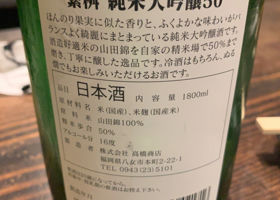 繁桝 純米大吟醸50
ほんのり果実に似た香りと、ふくよかな味わいがバ
ランスよく綺麗にまとまっている純米大吟醸酒です。
酒造好適米の山田錦を自家の精米場で50%まで
磨き、丁寧に醸した逸品です。冷酒はもちろん、ぬる
お燗でも楽しみいただけるお酒です。
品目 日本酒 内容量 1800ml
原材料 米(国産)、米麹(国産米)
原料米 山田錦100%
精米歩合 50%
アルコール分 16度
製造者 株式会社 高橋商店
福岡県八女市本町2-22-1
TEL 0943(23)5101
製造年月